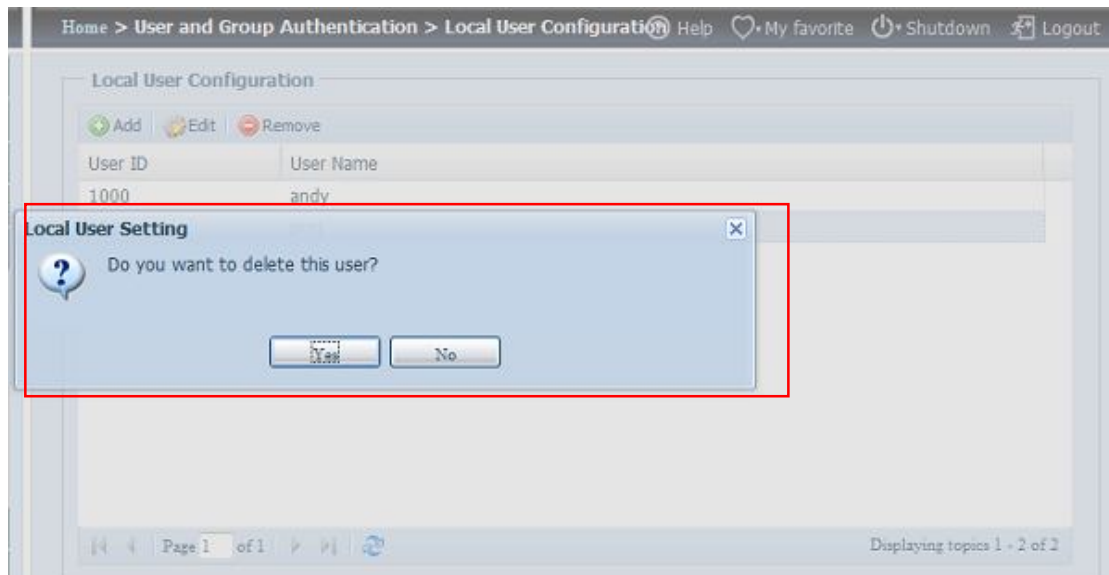 Home > User and Group Authentication > Local User Configuration Help My favorite Shutdown Logout
Local User Configuration
Add Edit Remove
User ID User Name
1000 andy
Local User Setting
Do you want to delete this user?
Yes No
Page 1 of 1 Displaying topics 1 - 2 of 2